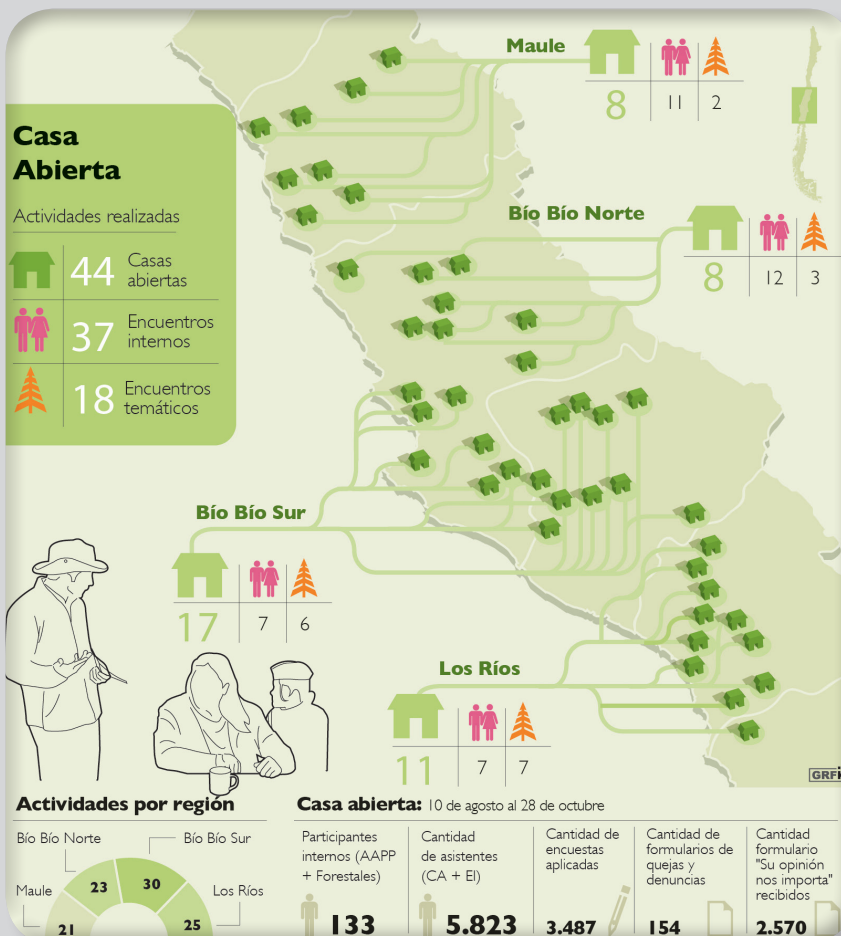 Casa
Abierta
Actividades realizadas
44 Casas
abiertas
37 Encuentros
internos
18 Encuentros
temáticos
Maule
8 11 2
Bío Bío Norte
8 12 3
Bío Bío Sur
17 7 6
Los Ríos
11 7 7
Actividades por región
Bío Bío Norte
Bío Bío Sur
Maule
Los Ríos
23
30
21
25
Casa abierta: 10 de agosto al 28 de octubre
Participantes
internos (AAPP
+ Forestales)
133
Cantidad
de asistentes
(CA + EI)
5.823
Cantidad de
encuestas
aplicadas
3.487
Cantidad de
formularios de
quejas y
denuncias
154
Cantidad
formulario
"Su opinión
nos importa"
recibidos
2.570